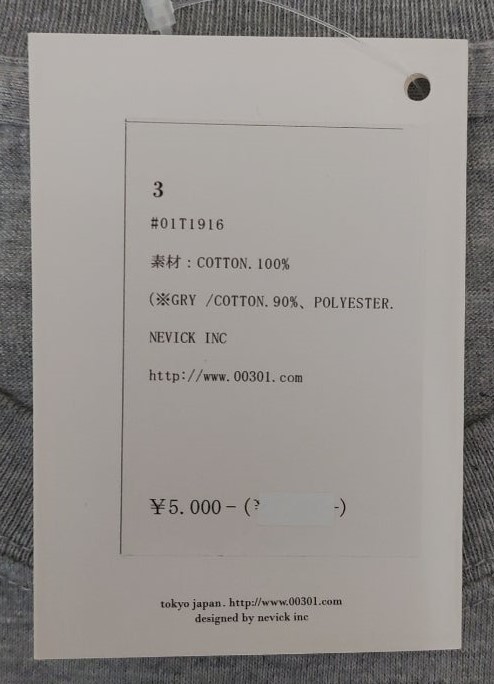 3
#01T1916
素材：COTTON.100%
(※GRY /COTTON.90%、POLYESTER.
NEVICK INC
http://www.00301.com
￥5.000－( -)
tokyo japan. http://www.00301.com
designed by nevick inc